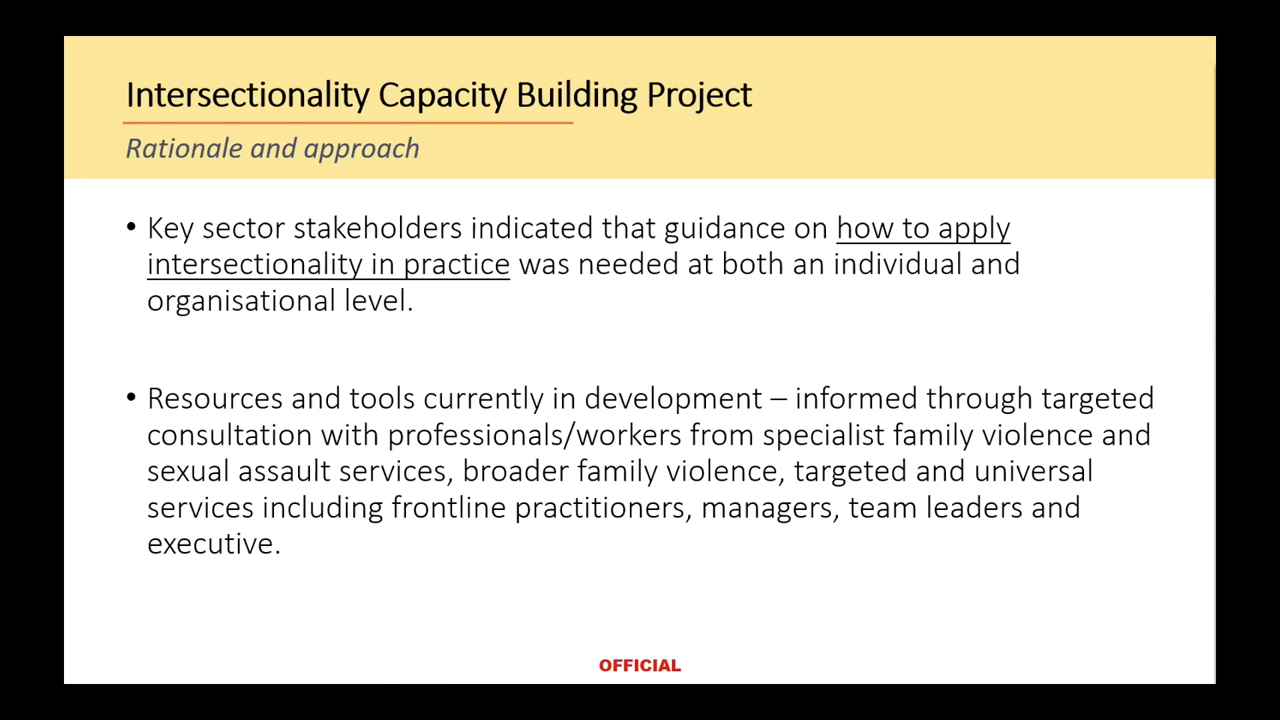 Intersectionality Capacity Building Project
Rationale and approach
• Key sector stakeholders indicated that guidance on how to apply
intersectionality in practice was needed at both an individual and
organisational level.
• Resources and tools currently in development – informed through targeted
consultation with professionals/workers from specialist family violence and
sexual assault services, broader family violence, targeted and universal
services including frontline practitioners, managers, team leaders and
executive.
OFFICIAL